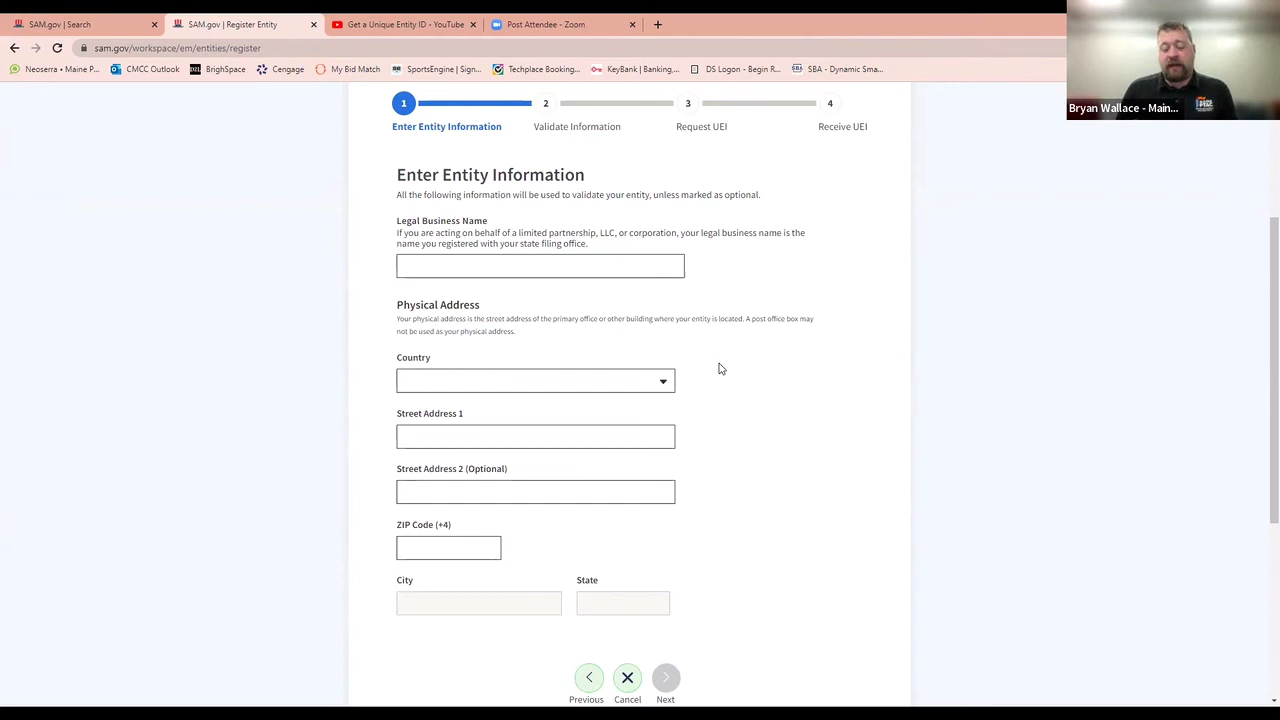 SAM.gov | Search
SAM.gov | Register Entity
Get a Unique Entity ID - YouTube
Post Attendee - Zoom
sam.gov/workspace/em/entities/register
Neoserra • Maine P...
CMCC Outlook
BrighSpace
Cengage
My Bid Match
SportsEngine | Sign...
Techplace Booking...
KeyBank | Banking,...
DS Logon - Begin R...
SBA - Dynamic Sma...
Bryan Wallace - Main...
1
2
3
4
Enter Entity Information
Validate Information
Request UEI
Receive UEI
Enter Entity Information
All the following information will be used to validate your entity, unless marked as optional.
Legal Business Name
If you are acting on behalf of a limited partnership, LLC, or corporation, your legal business name is the
name you registered with your state filing office.
Physical Address
Your physical address is the street address of the primary office or other building where your entity is located. A post office box may
not be used as your physical address.
Country
Street Address 1
Street Address 2 (Optional)
ZIP Code (+4)
City
State
Previous
Cancel
Next